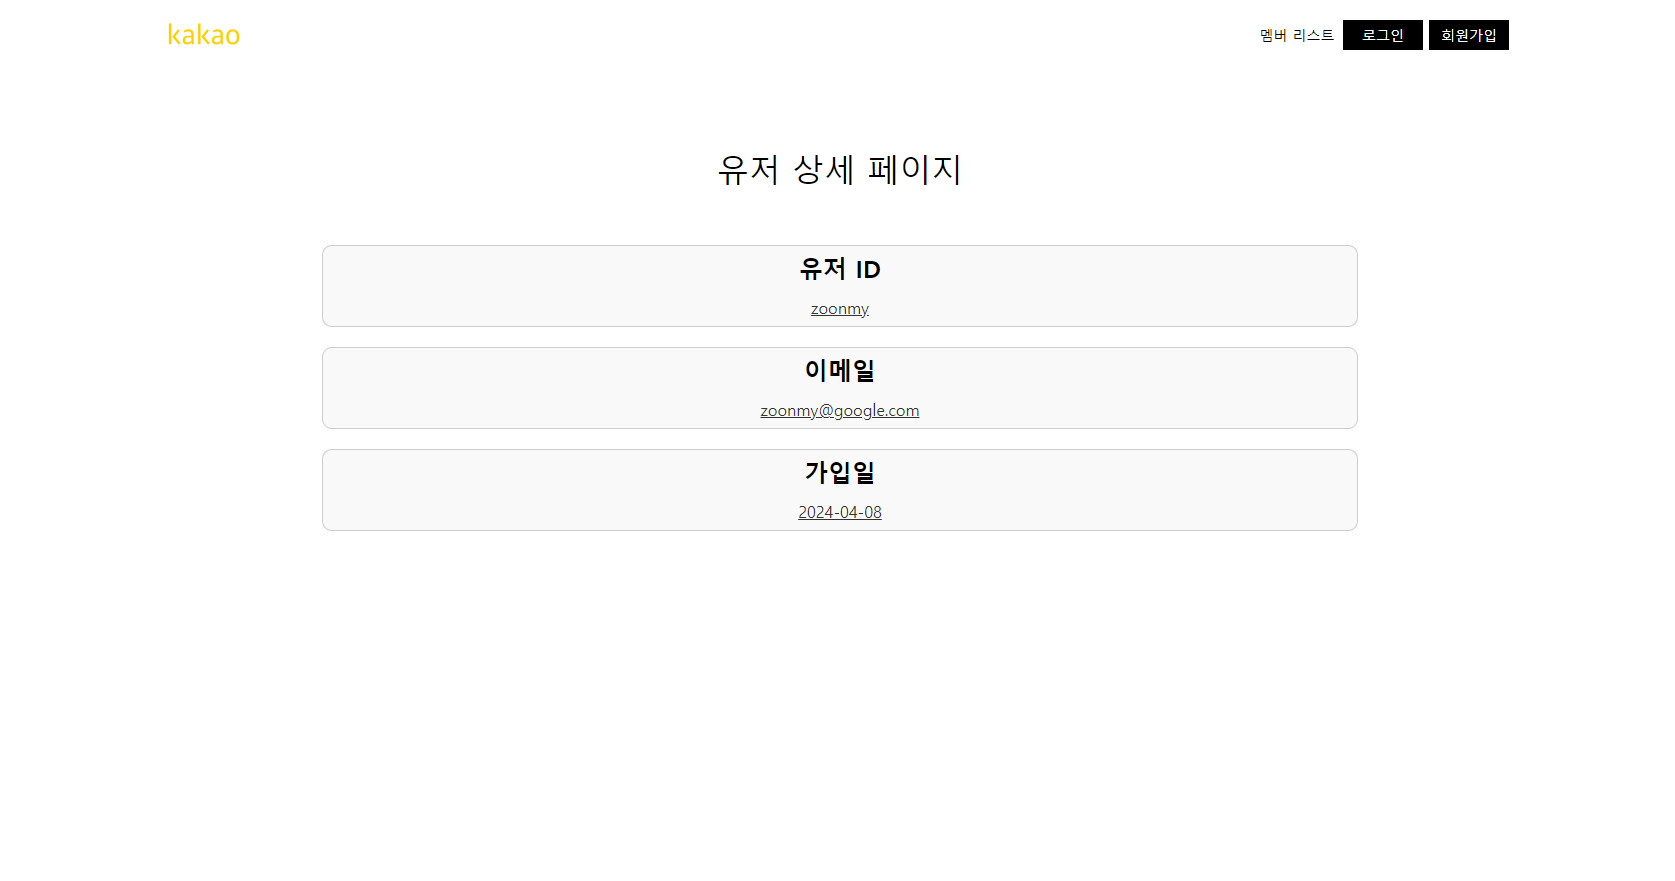 kakao
멤버 리스트 로그인 회원가입
유저 상세 페이지
유저 ID
zoonmy
이메일
zoonmy@google.com
가입일
2024-04-08